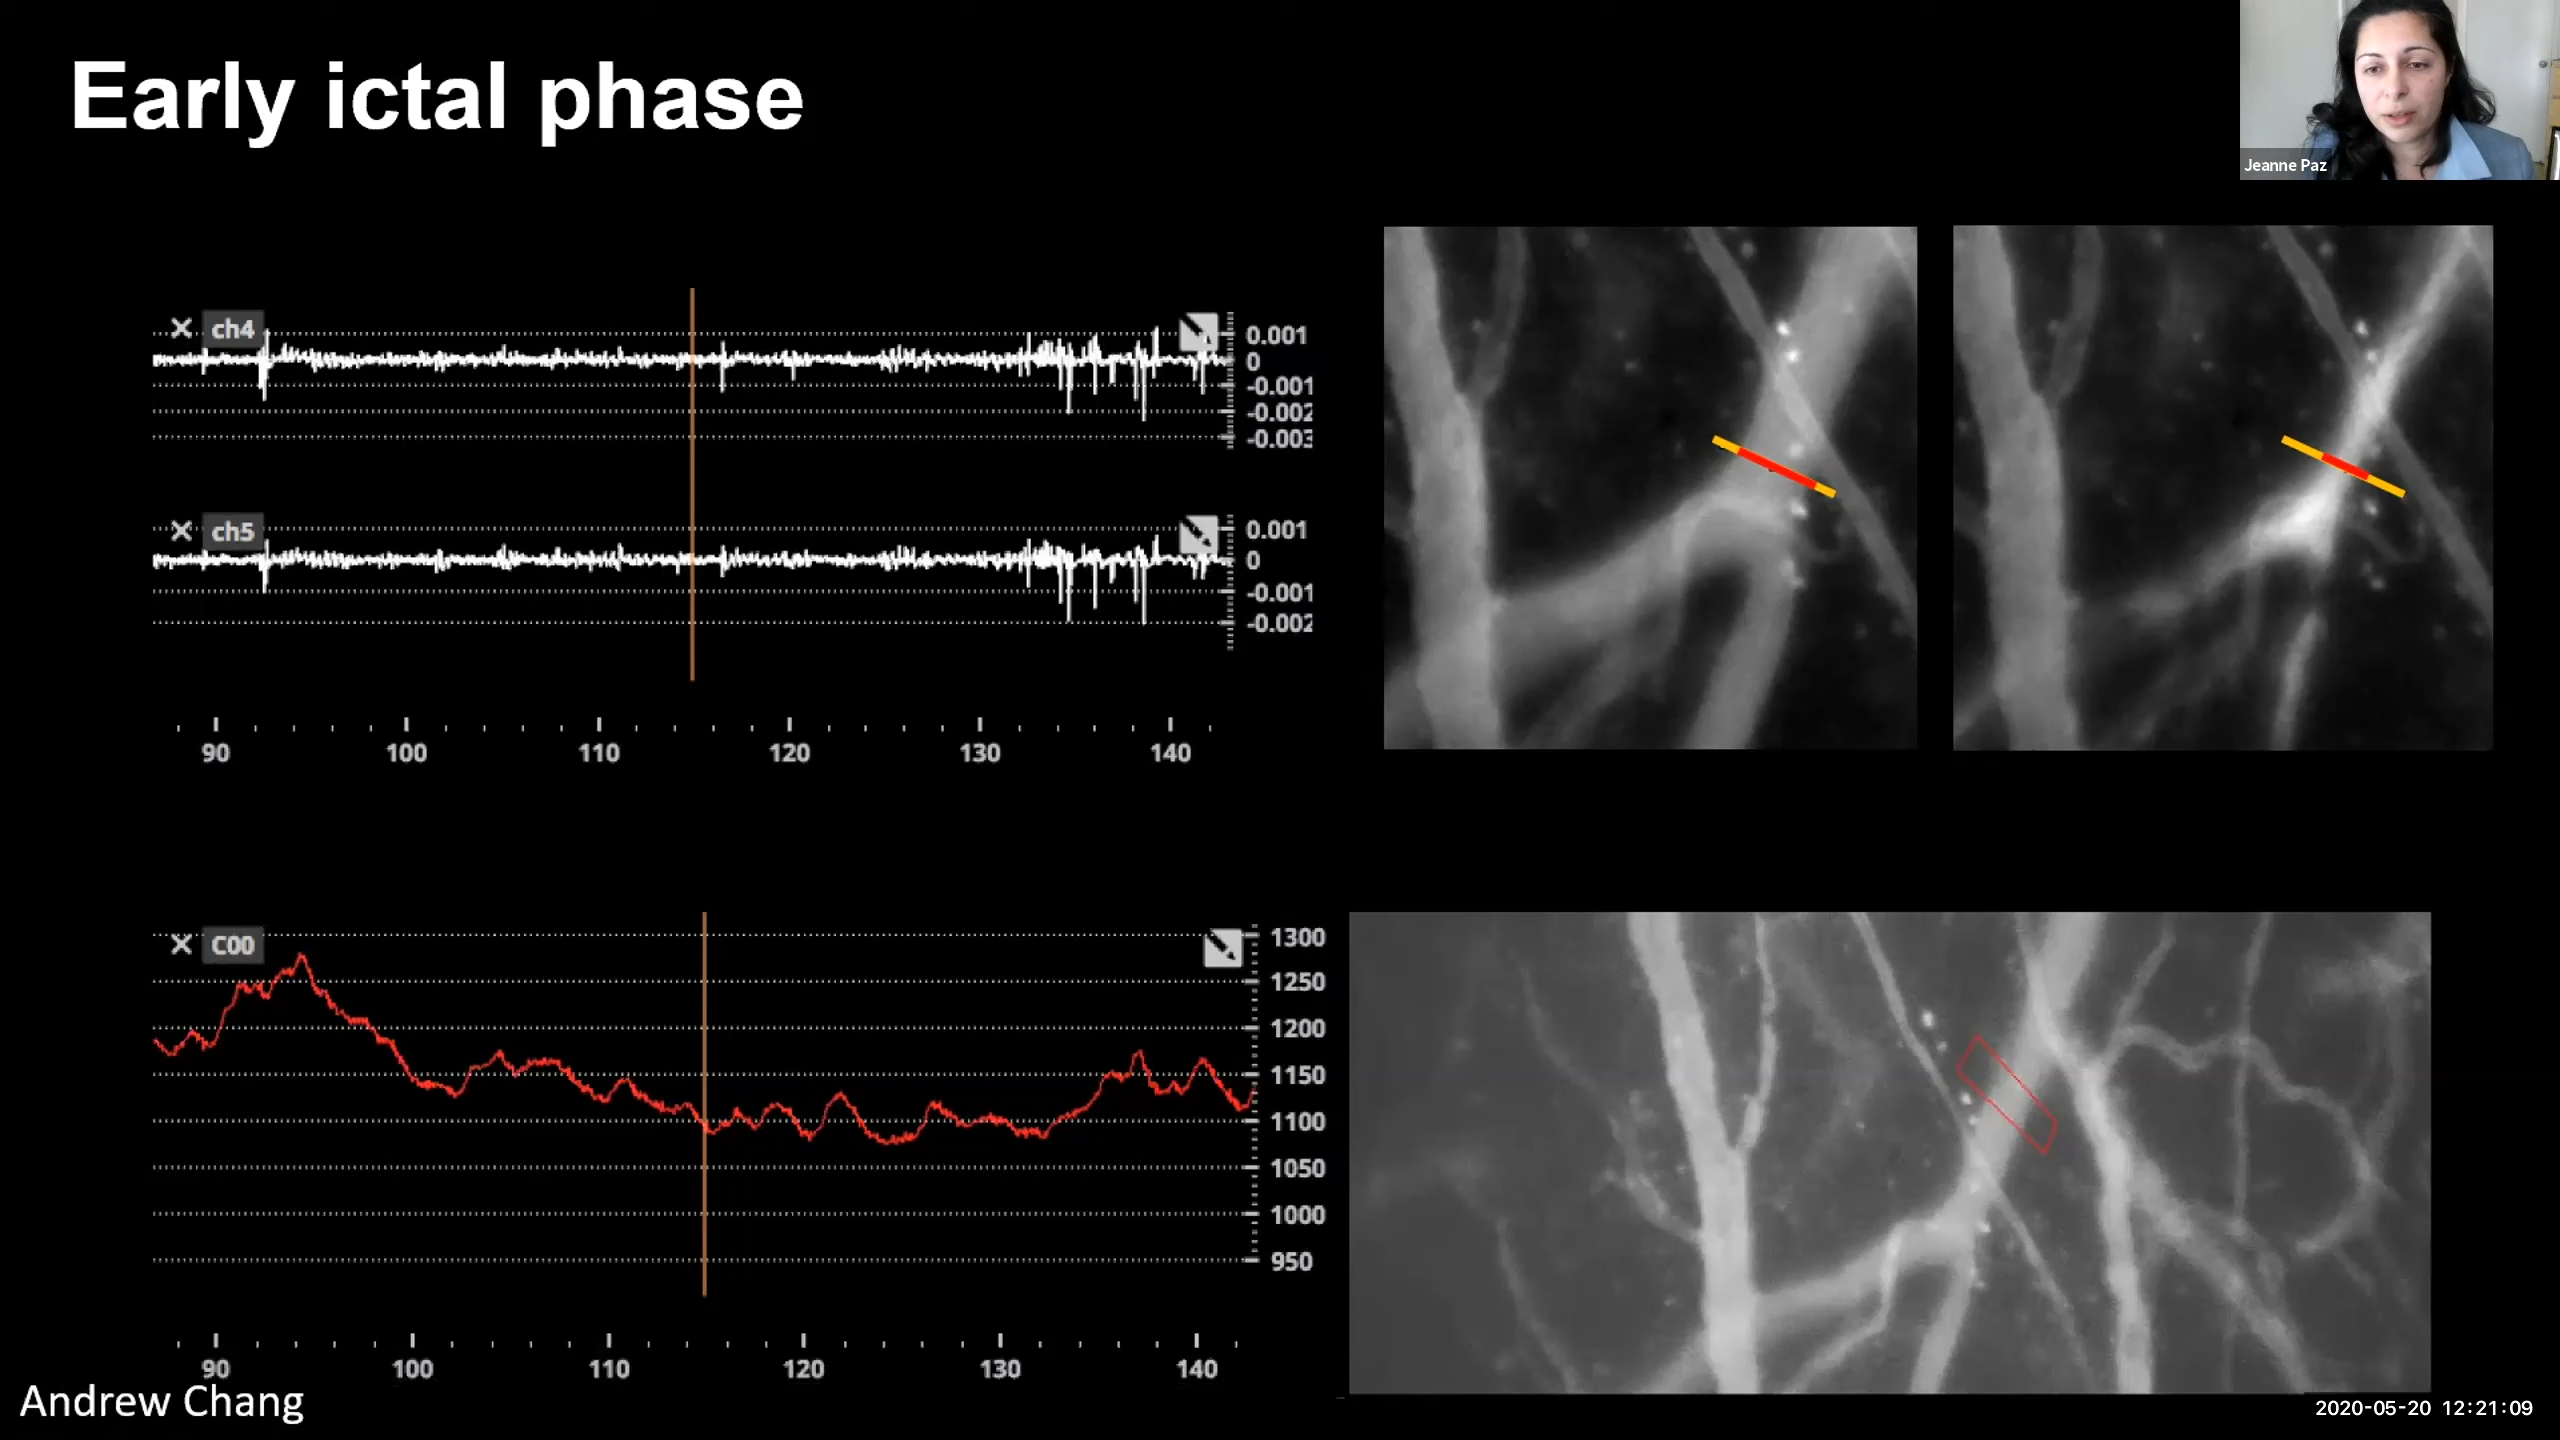 Early ictal phase
Jeanne Paz
× ch4
0.001
0
-0.001
-0.002
-0.003
× ch5
0.001
0
-0.001
-0.002
90 100 110 120 130 140
× C00
1300
1250
1200
1150
1100
1050
1000
950
90 100 110 120 130 140
Andrew Chang
2020-05-20 12:21:09